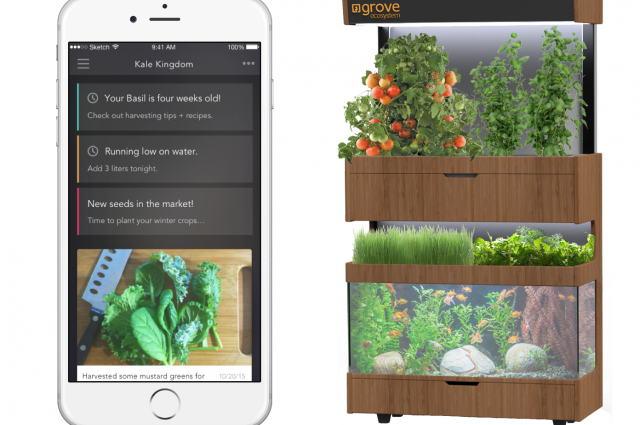 Sketch
9:41 AM
100%
Kale Kingdom
Your Basil is four weeks old!
Check out harvesting tips + recipes.
Running low on water.
Add 3 liters tonight.
New seeds in the market!
Time to plant your winter crops...
Harvested some mustard greens for
10/20/15
grove
ecosystem